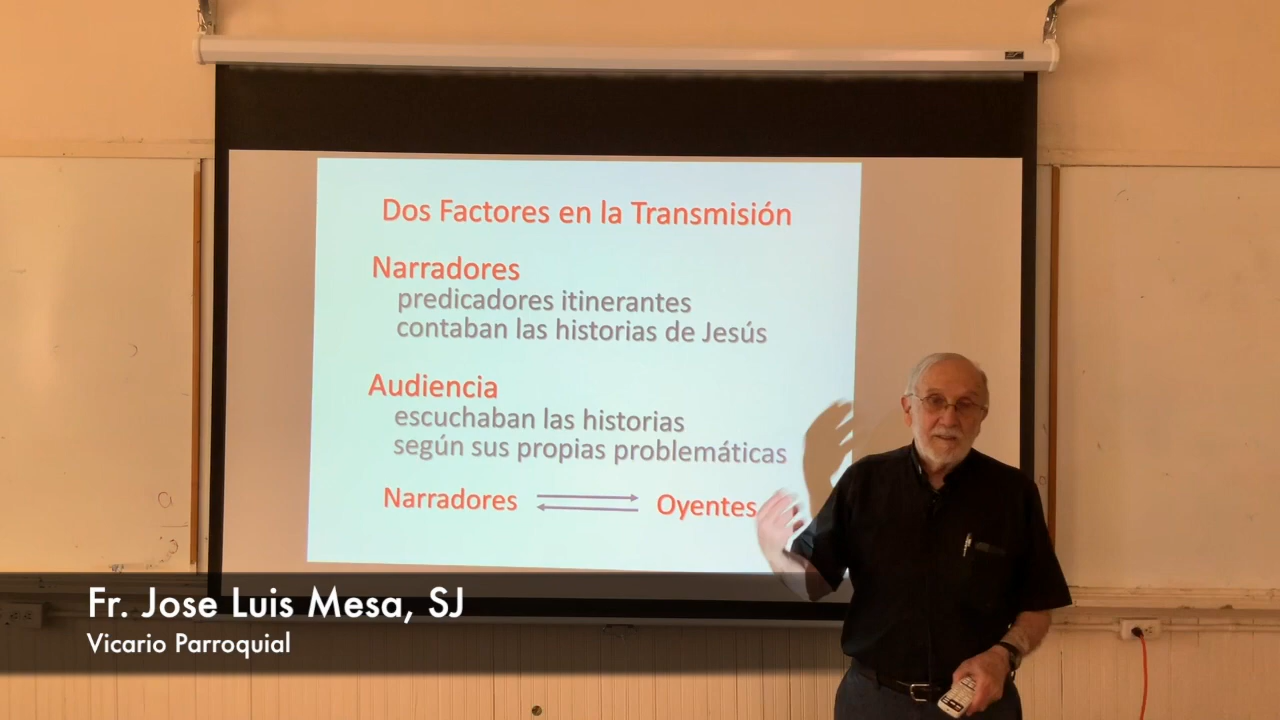 Dos Factores en la Transmisión
Narradores
predicadores itinerantes
contaban las historias de Jesús
Audiencia
escuchaban las historias
según sus propias problemáticas
Narradores
Oyentes
Fr. Jose Luis Mesa, SJ
Vicario Parroquial